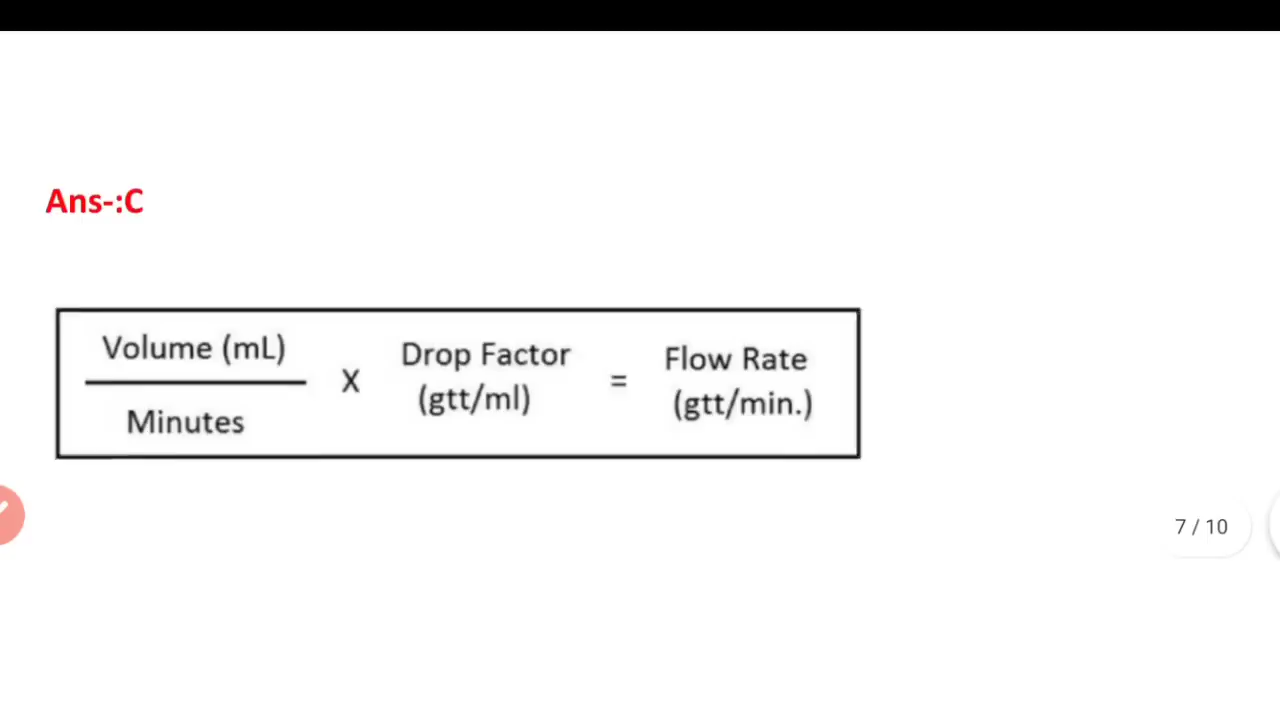 Ans-:C
Volume (mL)
Minutes
X
Drop Factor
(gtt/ml)
=
Flow Rate
(gtt/min.)
7 / 10